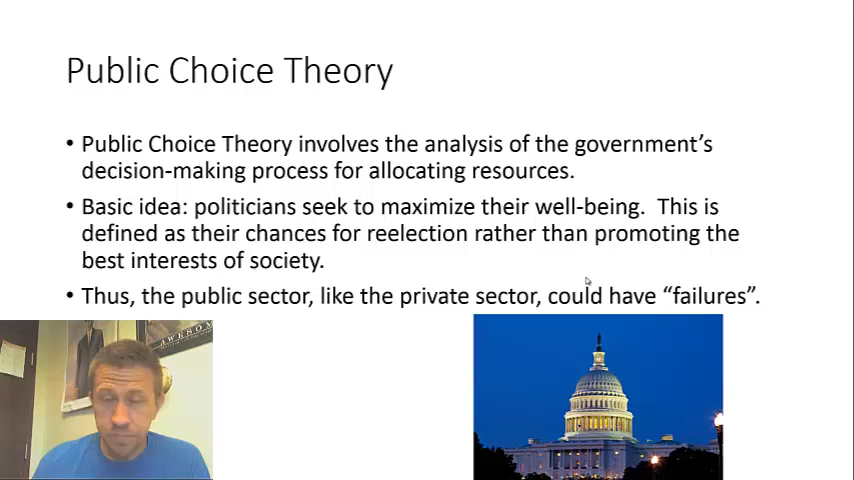 Public Choice Theory
• Public Choice Theory involves the analysis of the government’s
decision-making process for allocating resources.
• Basic idea: politicians seek to maximize their well-being.  This is
defined as their chances for reelection rather than promoting the
best interests of society.
• Thus, the public sector, like the private sector, could have “failures”.
AWESOME